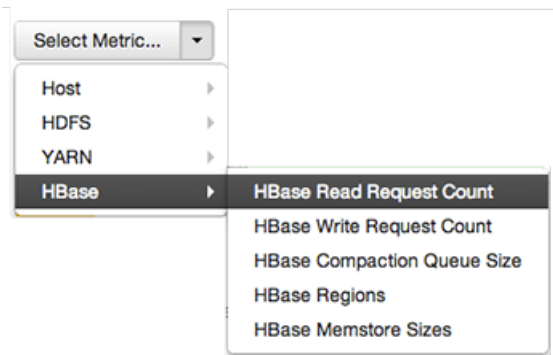 Select Metric...
Host
HDFS
YARN
HBase
HBase Read Request Count
HBase Write Request Count
HBase Compaction Queue Size
HBase Regions
HBase Memstore Sizes